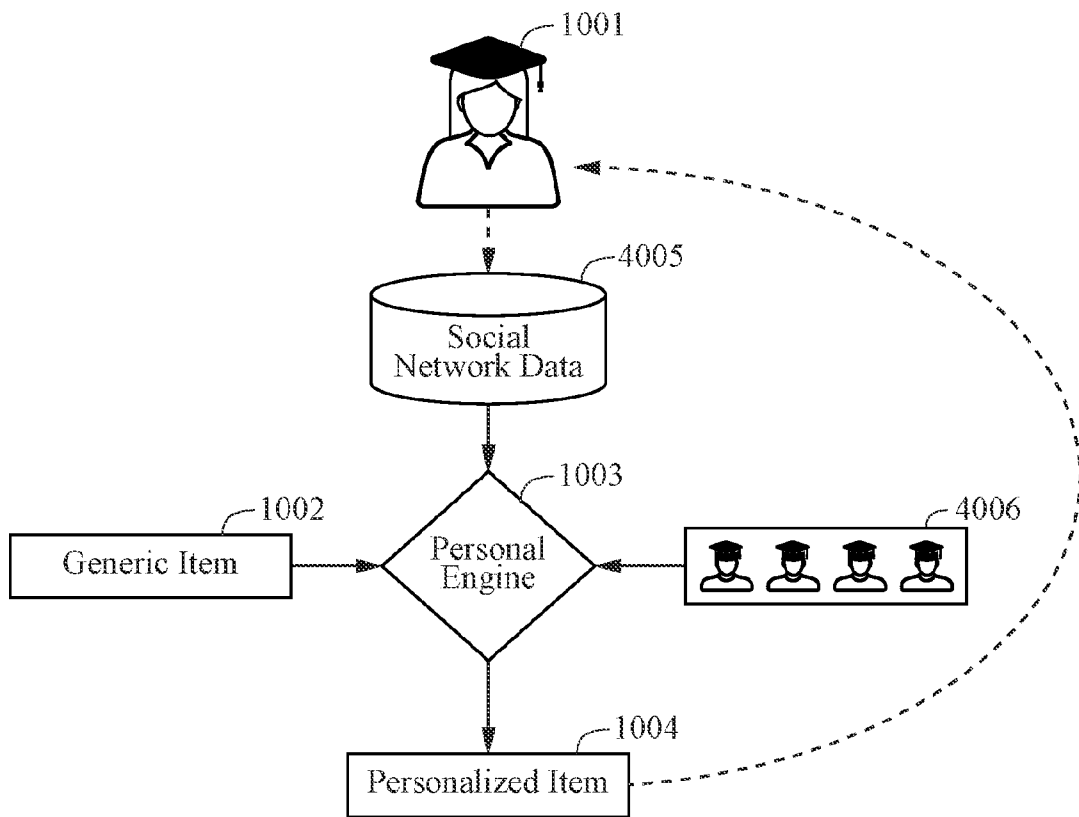 1001
4005
Social
Network Data
1003
1002
4006
Generic Item
Personal
Engine
1004
Personalized Item